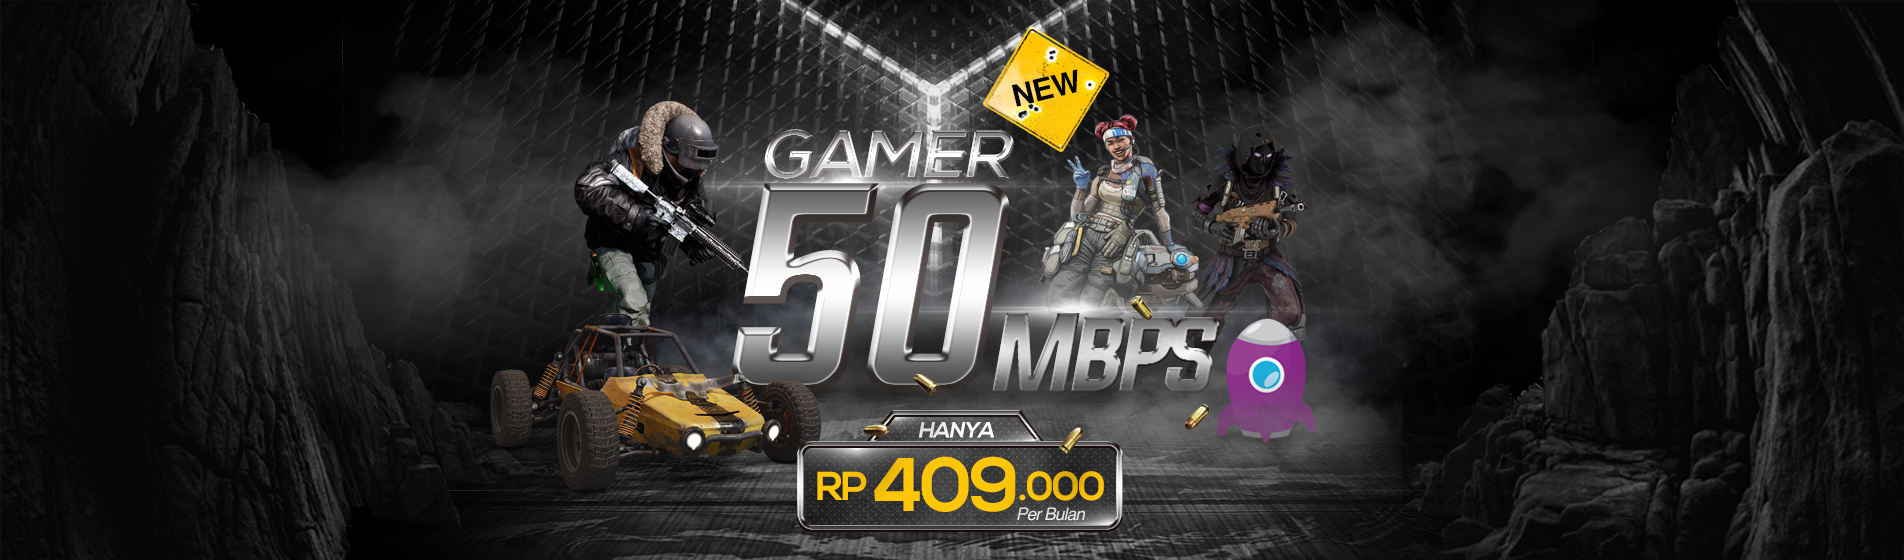 NEW
GAMER
50 MBPS
HANYA
RP 409.000
Per Bulan